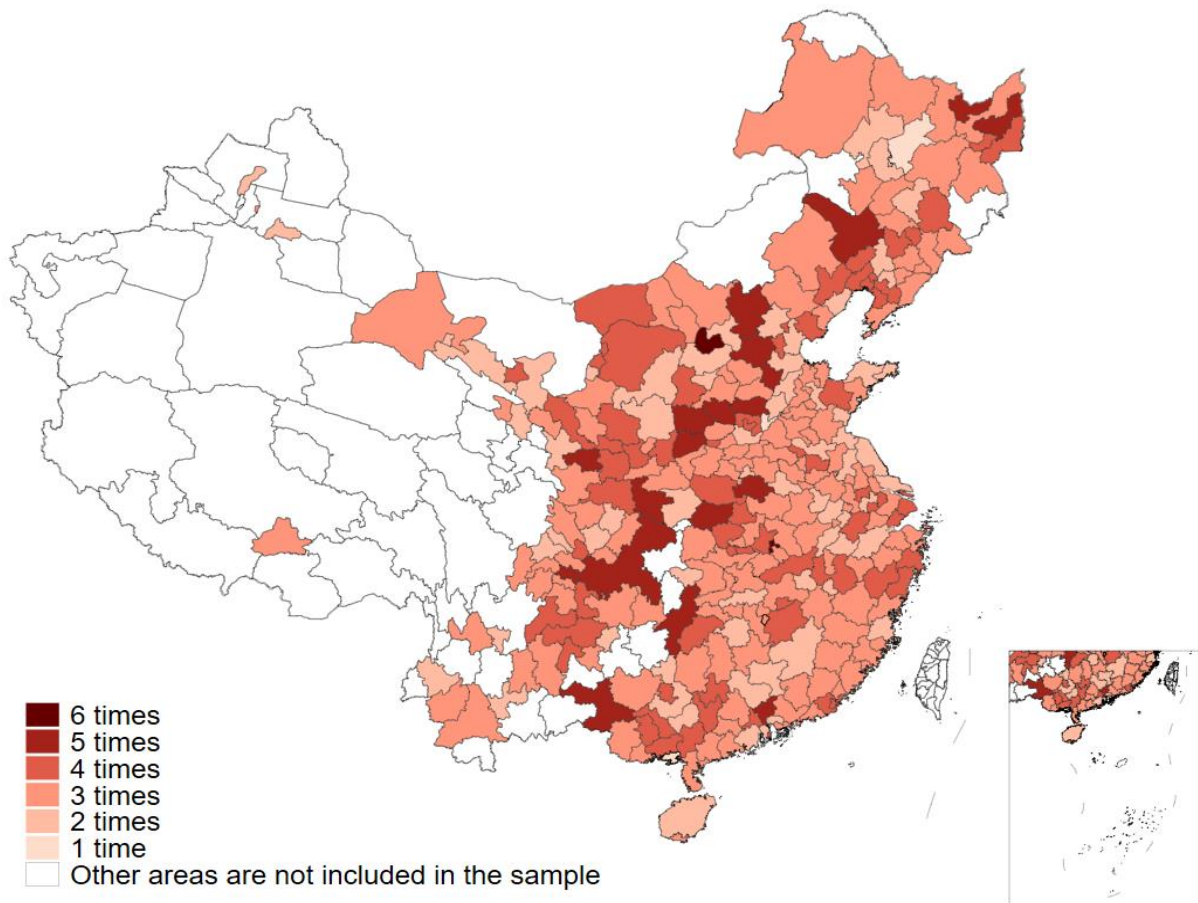 6 times
5 times
4 times
3 times
2 times
1 time
Other areas are not included in the sample